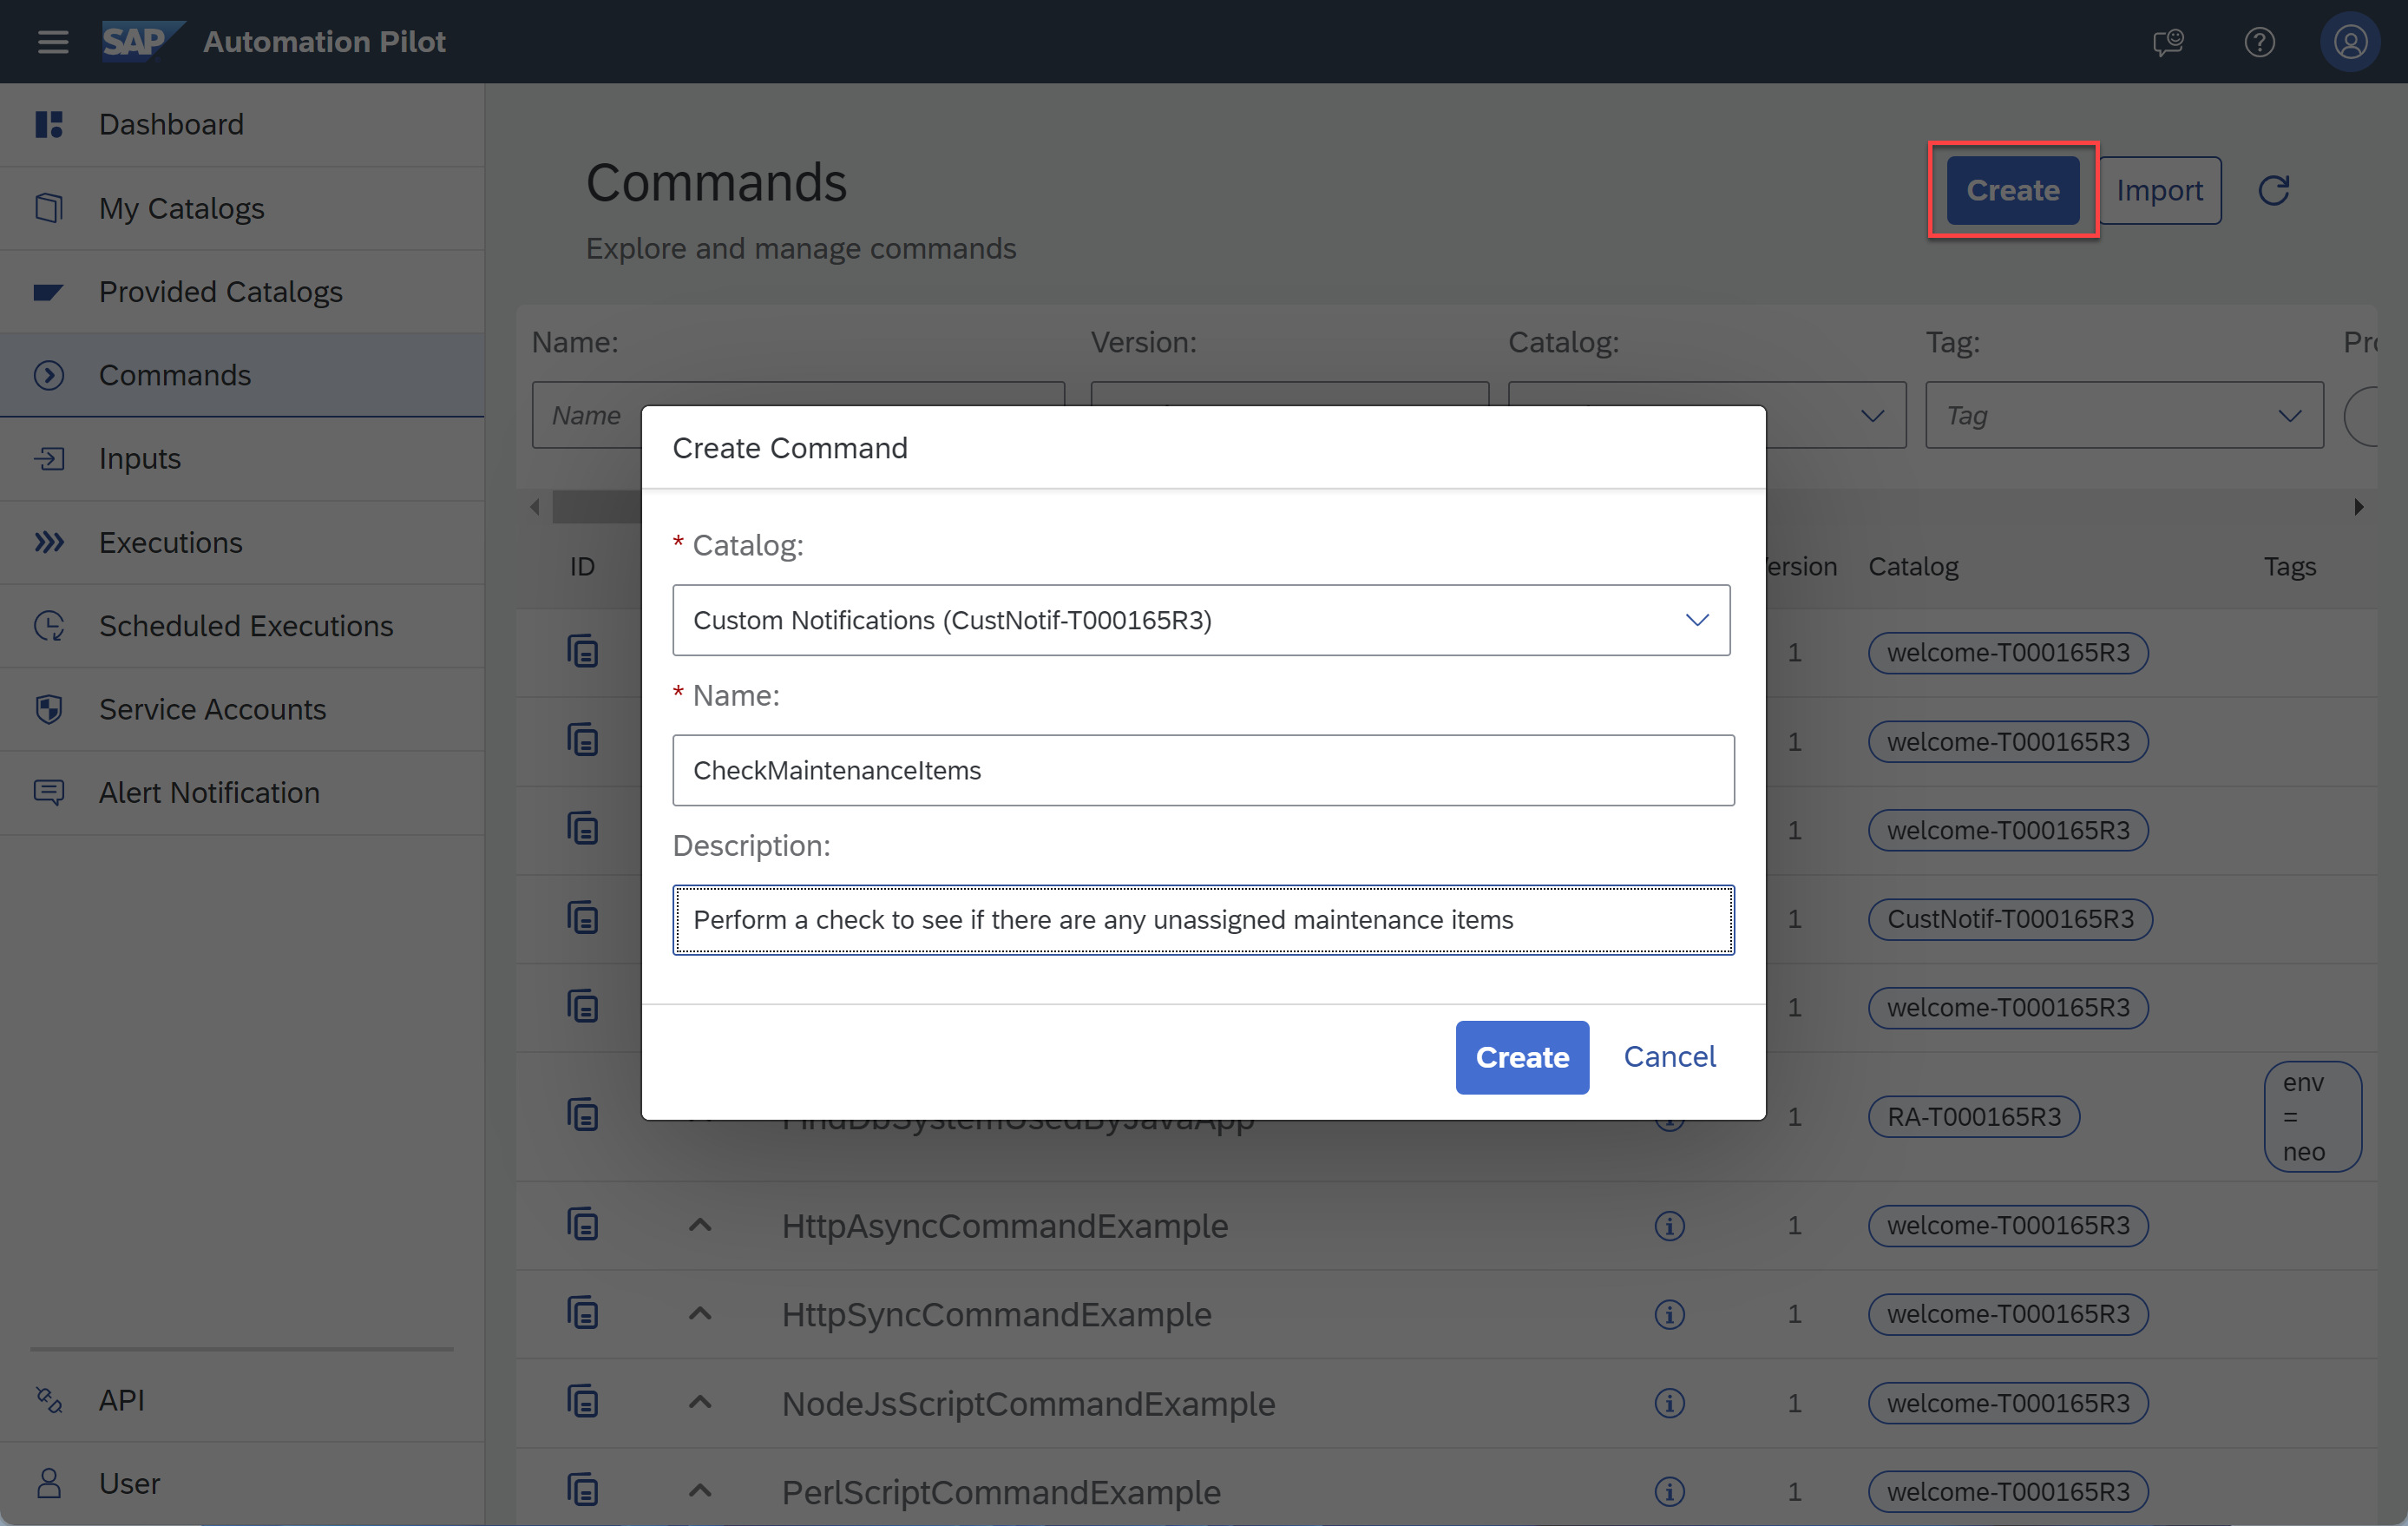 SAP Automation Pilot
Dashboard
My Catalogs
Provided Catalogs
Commands
Inputs
Executions
Scheduled Executions
Service Accounts
Alert Notification
API
User
Commands
Explore and manage commands
Create
Import
Name:
Version:
Catalog:
Tag:
Name
Tag
ID
Catalog
Tags
Create Command
* Catalog:
Custom Notifications (CustNotif-T000165R3)
* Name:
CheckMaintenanceItems
Description:
Perform a check to see if there are any unassigned maintenance items
Create
Cancel
1 welcome-T000165R3
1 welcome-T000165R3
1 welcome-T000165R3
1 CustNotif-T000165R3
1 welcome-T000165R3
FindDbSystemUsedByJavaApp 1 RA-T000165R3 env = neo
HttpAsyncCommandExample 1 welcome-T000165R3
HttpSyncCommandExample 1 welcome-T000165R3
NodeJsScriptCommandExample 1 welcome-T000165R3
PerlScriptCommandExample 1 welcome-T000165R3